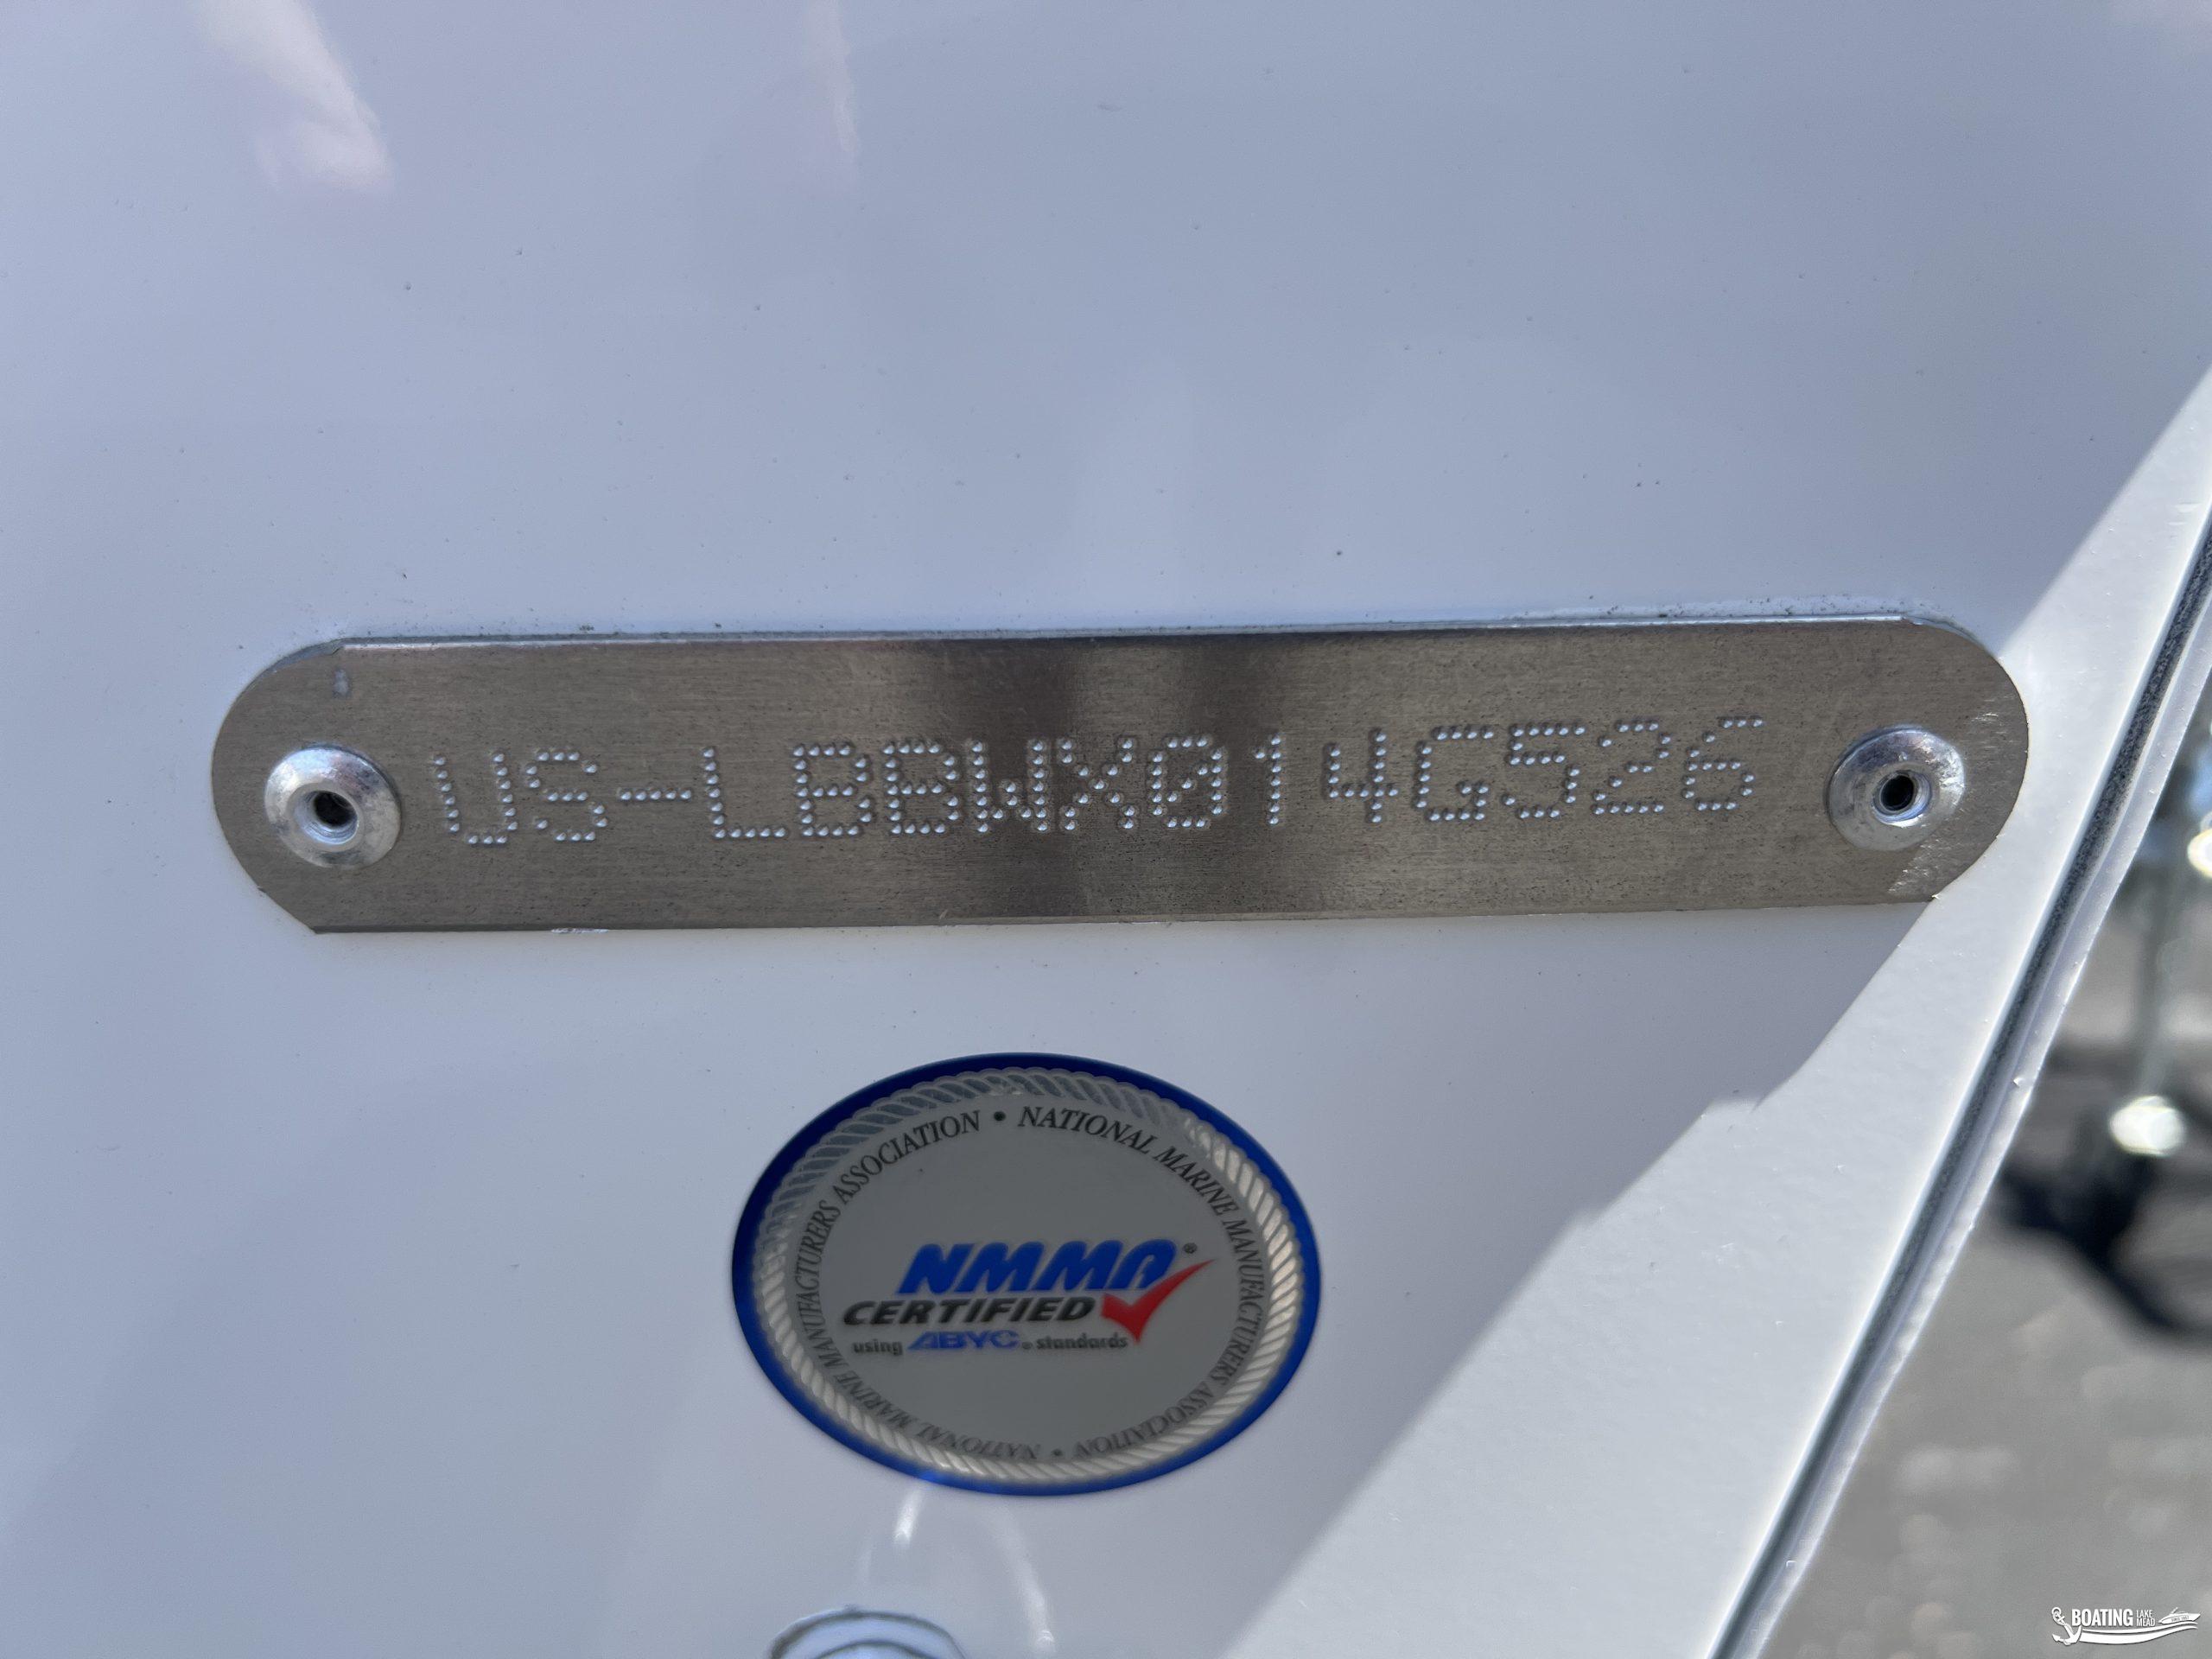 US-LBBWX014G526
NATIONAL MARINE MANUFACTURERS ASSOCIATION • NATIONAL MARINE MANUFACTURERS ASSOCIATION •
NMMA®
CERTIFIED
using ABYC® standards
BOATING LAKE MEAD